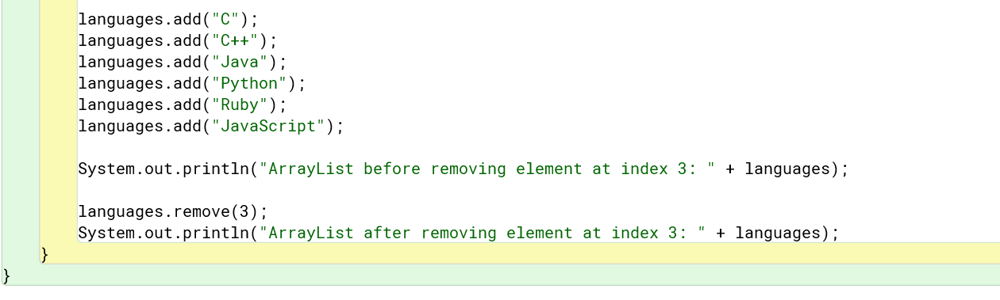 languages.add("C");
languages.add("C++");
languages.add("Java");
languages.add("Python");
languages.add("Ruby");
languages.add("JavaScript");
System.out.println("ArrayList before removing element at index 3: " + languages);
languages.remove(3);
System.out.println("ArrayList after removing element at index 3: " + languages);
}
}